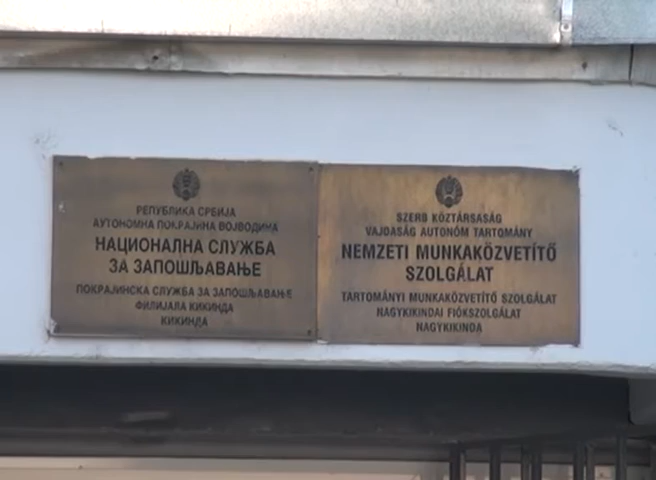 РЕПУБЛИКА СРБИЈА
АУТОНОМНА ПОКРАЈИНА ВОЈВОДИНА
НАЦИОНАЛНА СЛУЖБА
ЗА ЗАПОШЉАВАЊЕ
ПОКРАЈИНСКА СЛУЖБА ЗА ЗАПОШЉАВАЊЕ
ФИЛИЈАЛА КИКИНДА
КИКИНДА
SZERB KÖZTÁRSASÁG
VAJDASÁG AUTONÓM TARTOMÁNY
NEMZETI MUNKAKÖZVETÍTŐ
SZOLGÁLAT
TARTOMÁNYI MUNKAKÖZVETÍTŐ SZOLGÁLAT
NAGYKIKINDAI FIÓKSZOLGÁLAT
NAGYKIKINDA